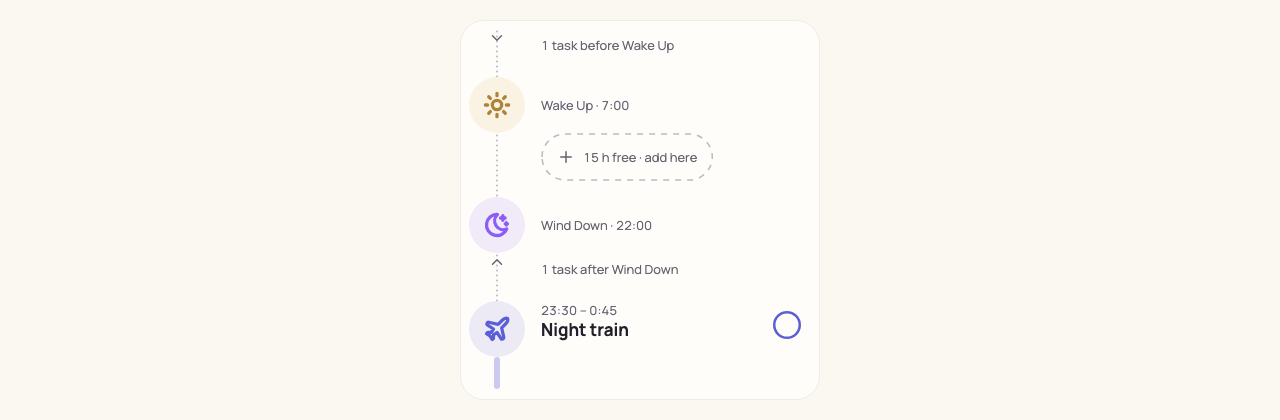 1 task before Wake Up
Wake Up · 7:00
15 h free · add here
Wind Down · 22:00
1 task after Wind Down
23:30 – 0:45
Night train